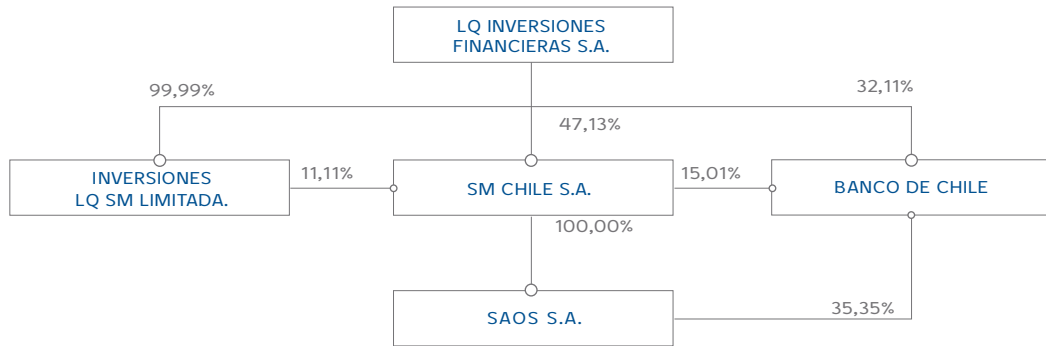 LQ INVERSIONES
FINANCIERAS S.A.
99,99%
32,11%
47,13%
INVERSIONES
LQ SM LIMITADA.
11,11%
SM CHILE S.A.
15,01%
BANCO DE CHILE
100,00%
SAOS S.A.
35,35%